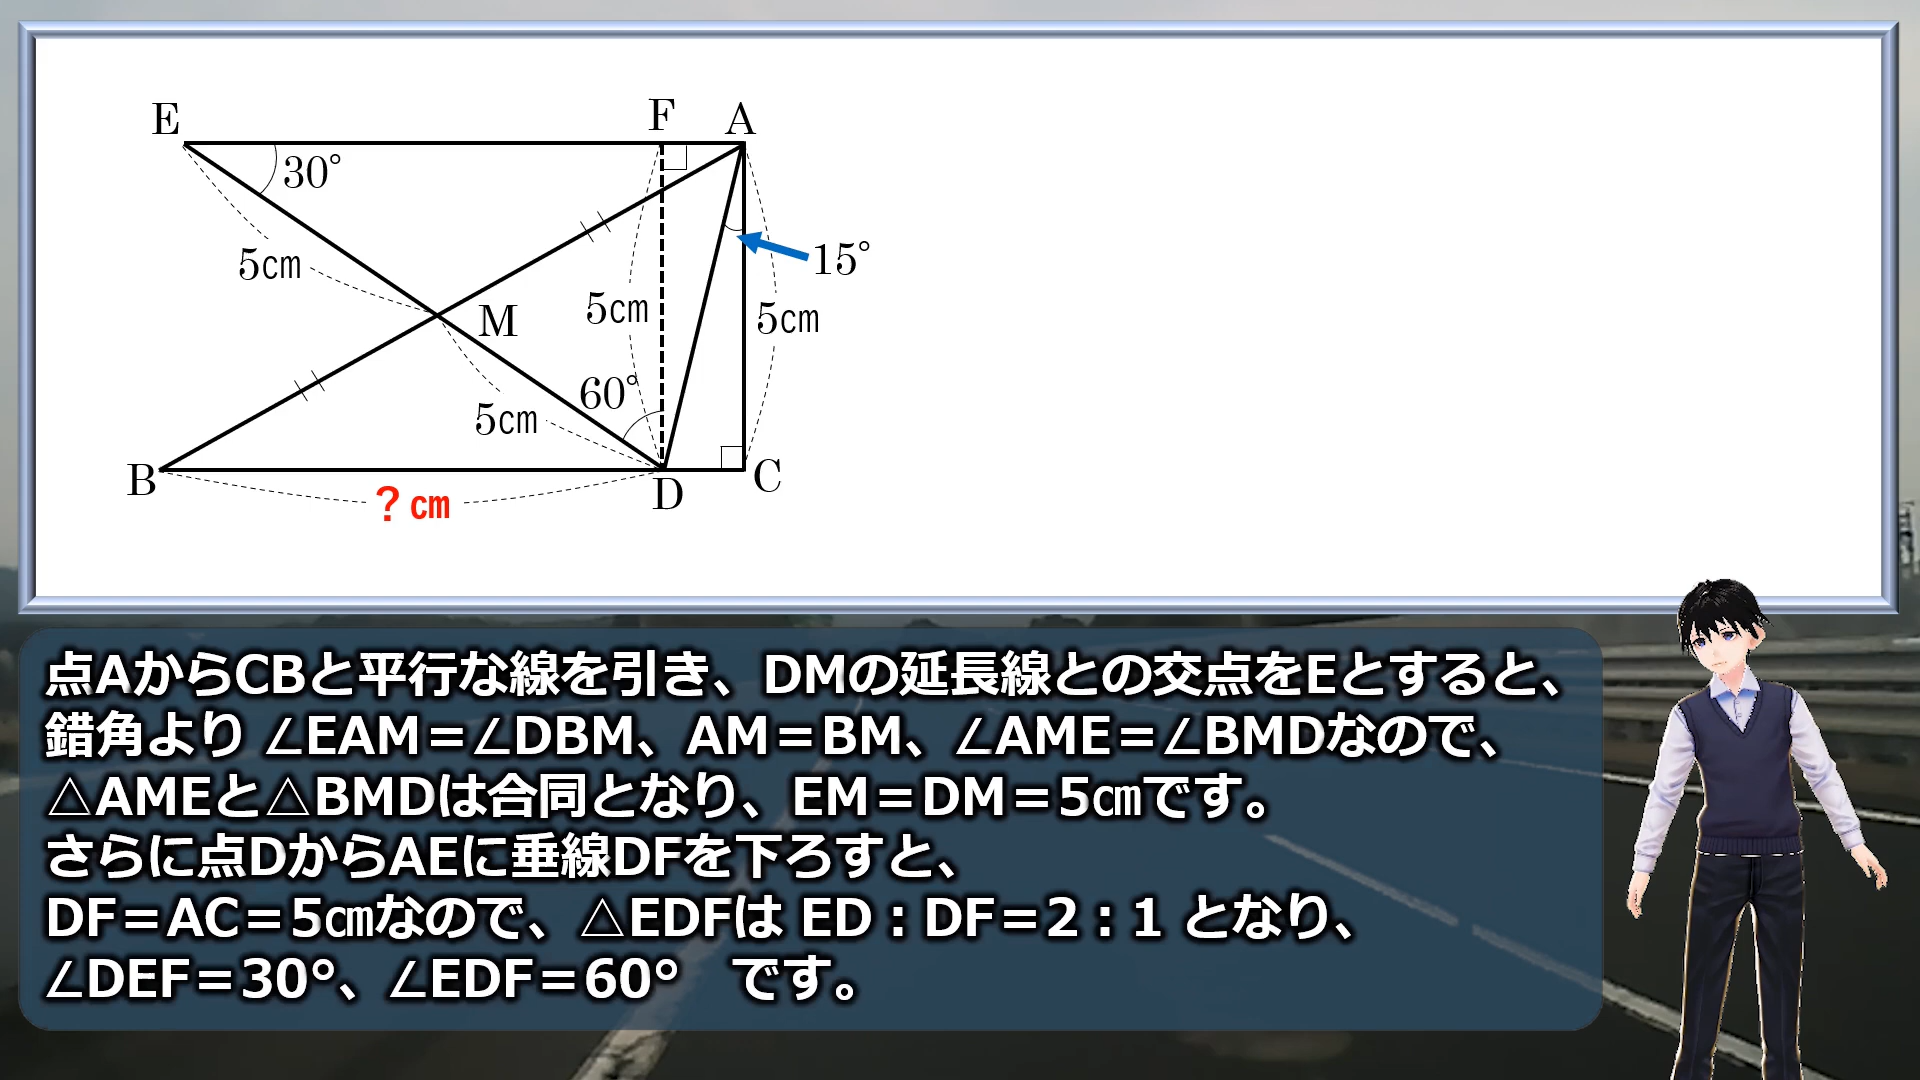 E
F
A
30°
5㎝
M
5㎝
15°
5㎝
60°
5㎝
B
D
C
？㎝
点AからCBと平行な線を引き、DMの延長線との交点をEとすると、
錯角より ∠EAM＝∠DBM、AM＝BM、∠AME＝∠BMDなので、
△AMEと△BMDは合同となり、EM＝DM＝5㎝です。
さらに点DからAEに垂線DFを下ろすと、
DF＝AC＝5㎝なので、△EDFは ED：DF＝2：1 となり、
∠DEF＝30°、∠EDF＝60°　です。